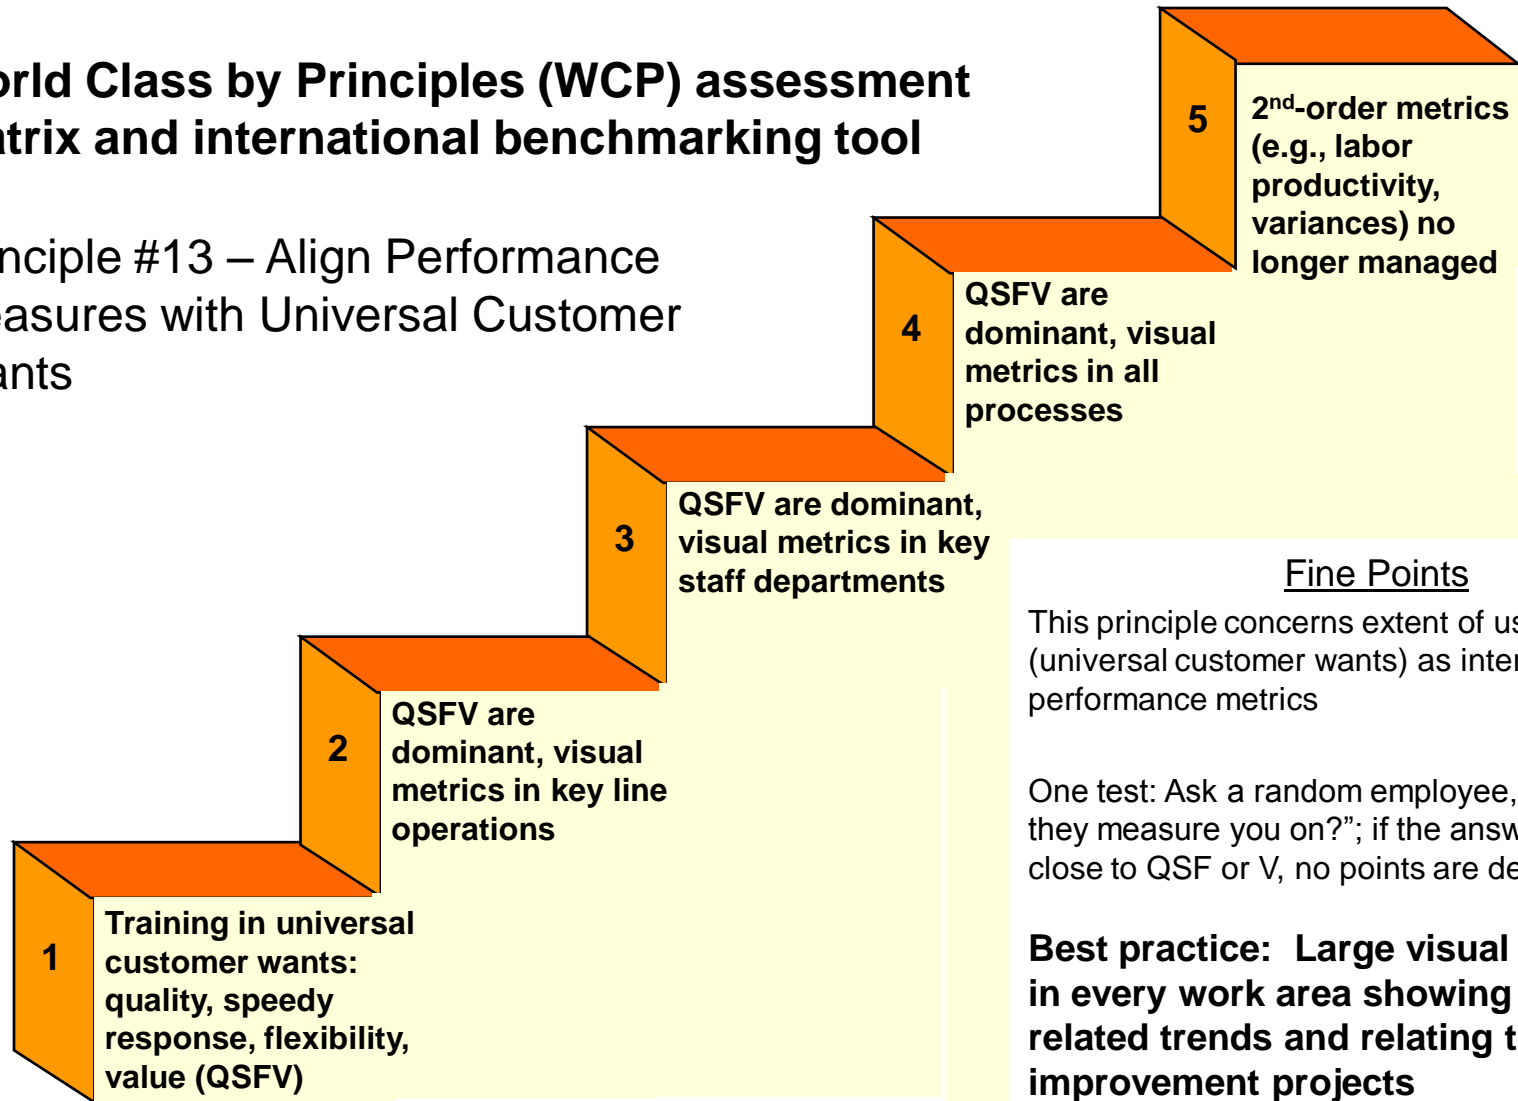 orld Class by Principles (WCP) assessment
atrix and international benchmarking tool
nciple #13 – Align Performance
easures with Universal Customer
ants
5
2nd-order metrics
(e.g., labor
productivity,
variances) no
longer managed
4
QSFV are
dominant, visual
metrics in all
processes
3
QSFV are dominant,
visual metrics in key
staff departments
2
QSFV are
dominant, visual
metrics in key line
operations
1
Training in universal
customer wants:
quality, speedy
response, flexibility,
value (QSFV)
Fine Points
This principle concerns extent of us
(universal customer wants) as inter
performance metrics
One test: Ask a random employee,
they measure you on?”; if the answ
close to QSF or V, no points are de
Best practice: Large visual
in every work area showing
related trends and relating t
improvement projects